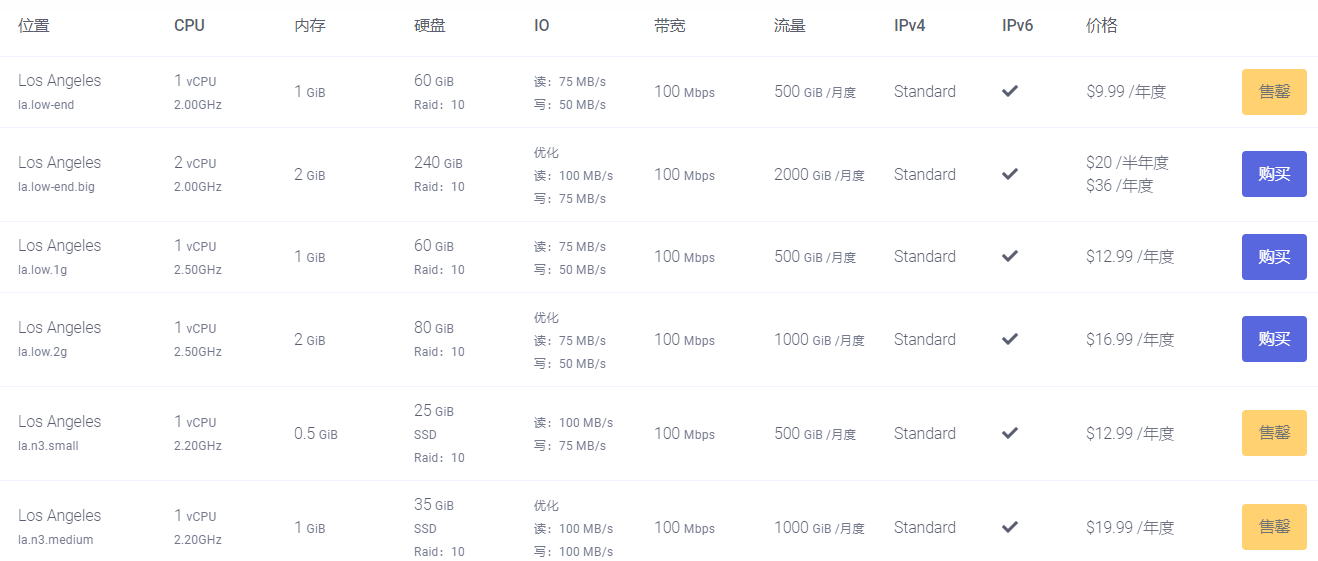 位置 CPU 内存 硬盘 IO 带宽 流量 IPv4 IPv6 价格
Los Angeles
la.low-end
1 vCPU
2.00GHz
1 GiB
60 GiB
Raid：10
读：75 MB/s
写：50 MB/s
100 Mbps
500 GiB /月度
Standard
$9.99 /年度
售罄
Los Angeles
la.low-end.big
2 vCPU
2.00GHz
2 GiB
240 GiB
Raid：10
优化
读：100 MB/s
写：75 MB/s
100 Mbps
2000 GiB /月度
Standard
$20 /半年度
$36 /年度
购买
Los Angeles
la.low.1g
1 vCPU
2.50GHz
1 GiB
60 GiB
Raid：10
读：75 MB/s
写：50 MB/s
100 Mbps
500 GiB /月度
Standard
$12.99 /年度
购买
Los Angeles
la.low.2g
1 vCPU
2.50GHz
2 GiB
80 GiB
Raid：10
优化
读：75 MB/s
写：50 MB/s
100 Mbps
1000 GiB /月度
Standard
$16.99 /年度
购买
Los Angeles
la.n3.small
1 vCPU
2.20GHz
0.5 GiB
25 GiB
SSD
Raid：10
读：100 MB/s
写：75 MB/s
100 Mbps
500 GiB /月度
Standard
$12.99 /年度
售罄
Los Angeles
la.n3.medium
1 vCPU
2.20GHz
1 GiB
35 GiB
SSD
Raid：10
优化
读：100 MB/s
写：100 MB/s
100 Mbps
1000 GiB /月度
Standard
$19.99 /年度
售罄